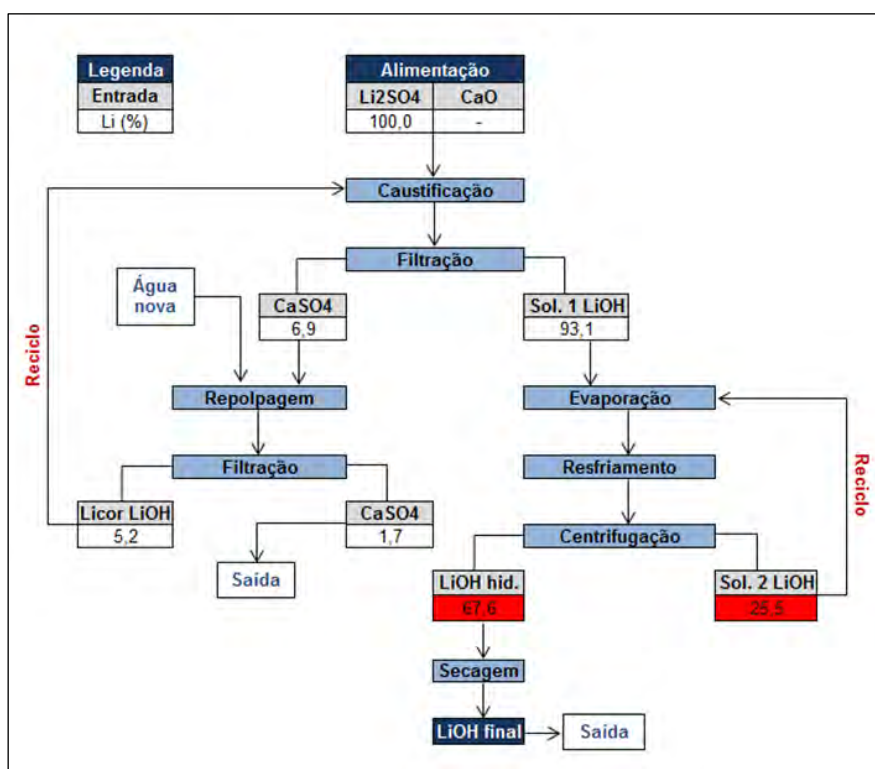 Legenda
Entrada
Li (%)
Alimentação
Li2SO4 CaO
100,0 -
Caustificação
Filtração
Água
nova
CaSO4
6,9
Sol. 1 LiOH
93,1
Reciclo
Repolpagem
Evaporação
Filtração
Resfriamento
Reciclo
Licor LiOH
5,2
CaSO4
1,7
Centrifugação
Saída
LiOH hid.
67,6
Sol. 2 LiOH
25,5
Secagem
LiOH final
Saída